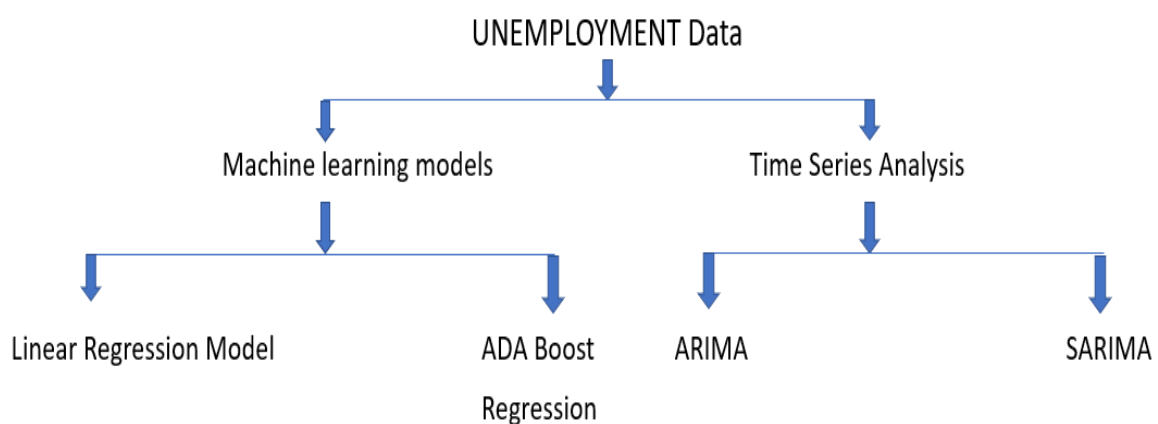 UNEMPLOYMENT Data
Machine learning models
Time Series Analysis
Linear Regression Model
ADA Boost
Regression
ARIMA
SARIMA